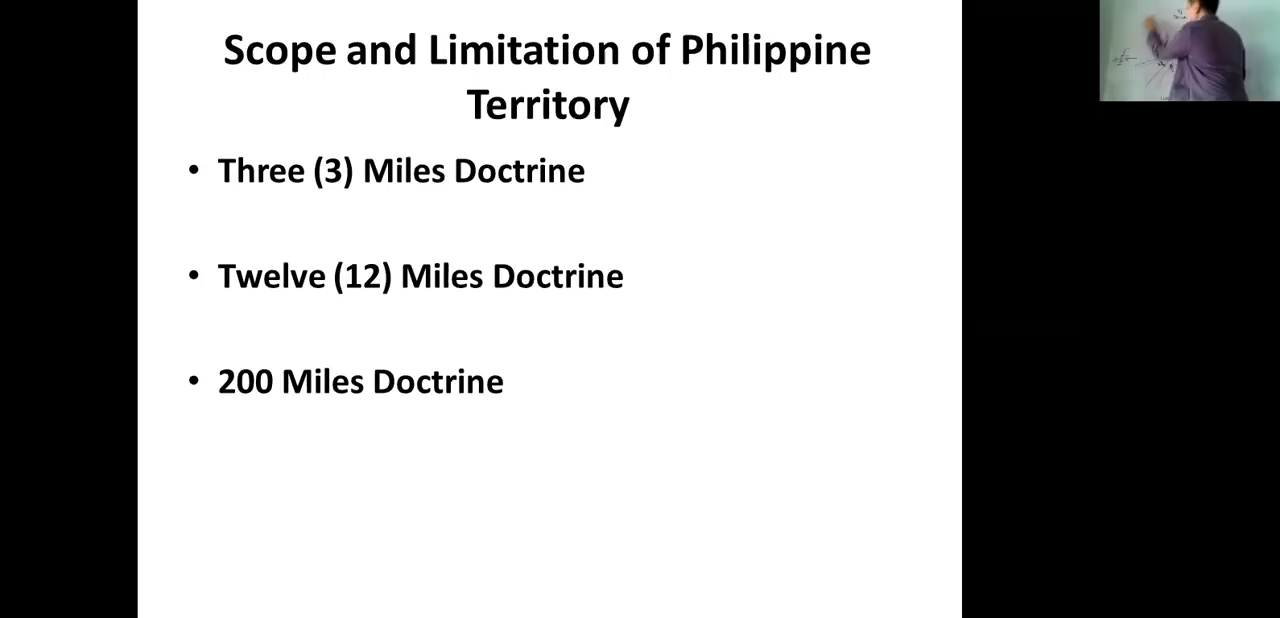 Scope and Limitation of Philippine
Territory
• Three (3) Miles Doctrine
• Twelve (12) Miles Doctrine
• 200 Miles Doctrine